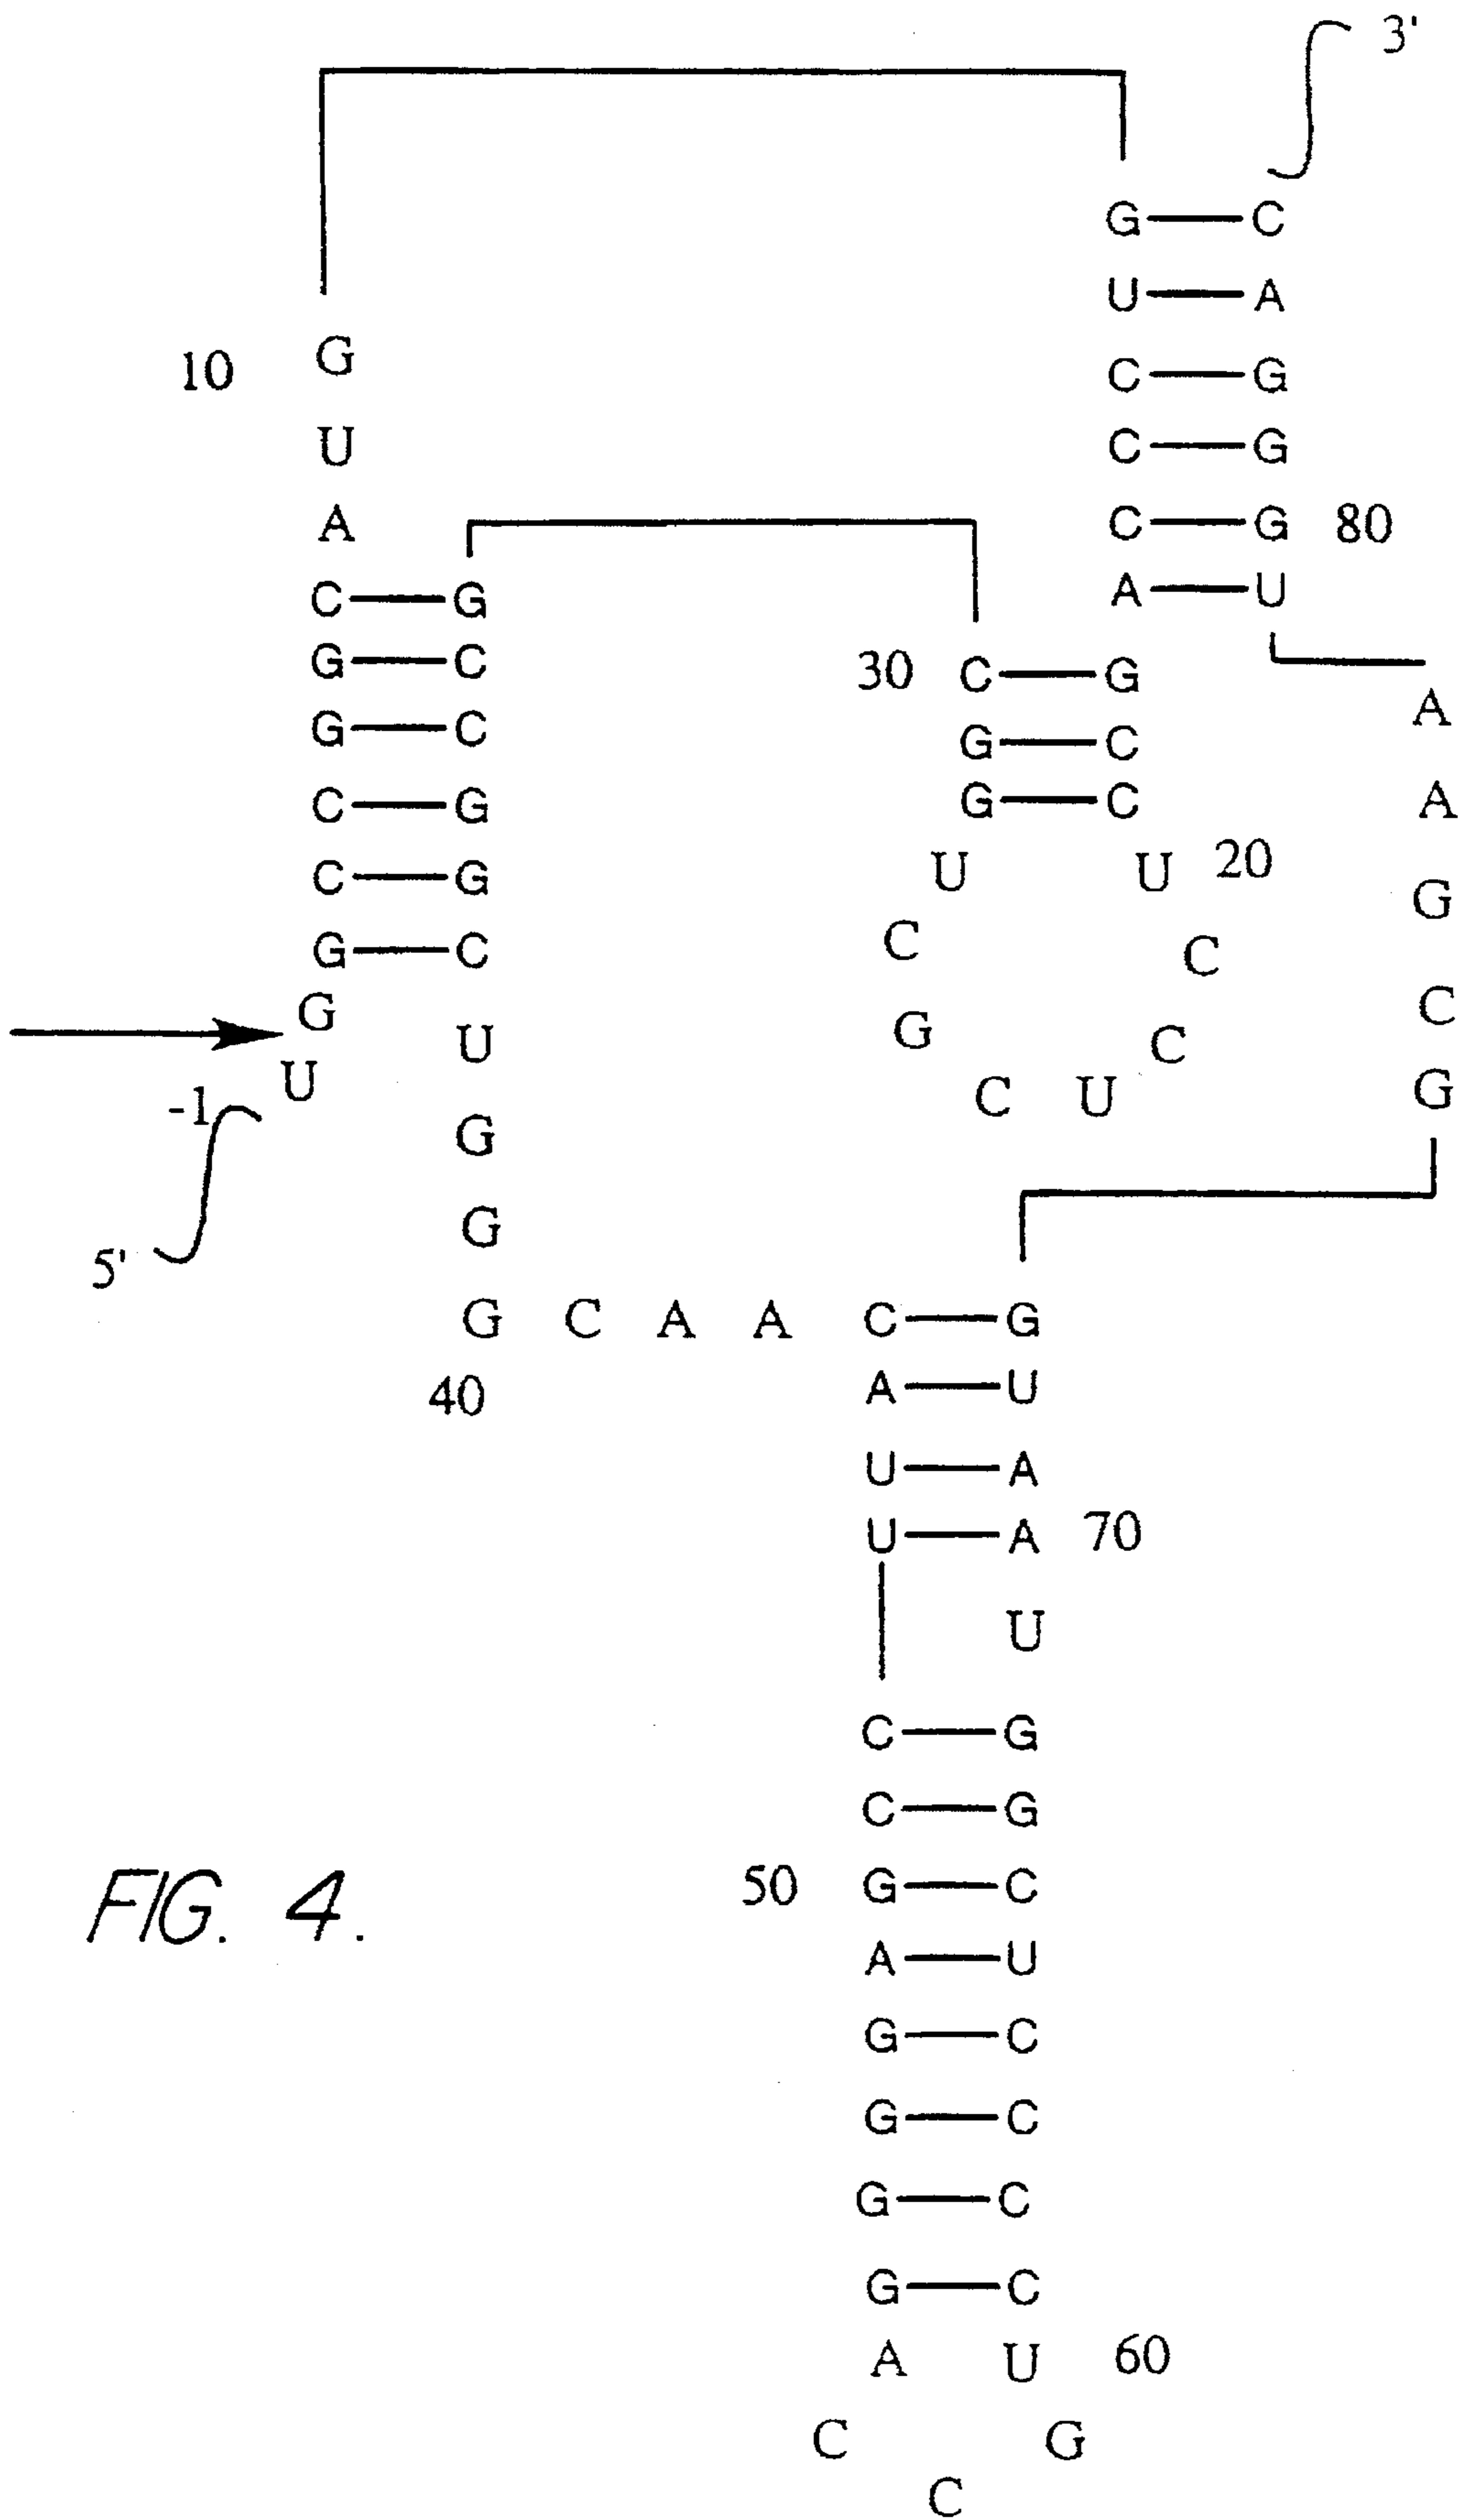 3'
G C
U A
10 G C G
U C G
A C G 80
C G A U
G C 30 C G A
G C G C
C G G C A
C G U U 20 G
G C C C
G G C C
U U C U G
-1
G
5' G
G C A A C G
40 A U
U A
U A 70
U
C G
C G
50 G C
A U
G C
G C
G C
G C
A U 60
C G
C
FIG. 4.